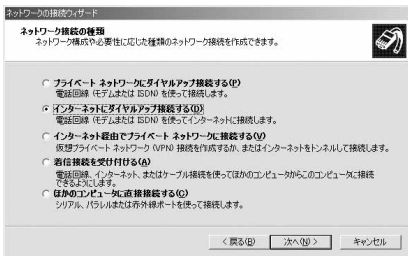 ネットワークの接続ウィザード
ネットワーク接続の種類
ネットワーク構成や必要性に応じた種類のネットワーク接続を作成できます。
プライベート ネットワークにダイヤルアップ接続する(P)
電話回線 (モデムまたは ISDN) を使って接続します。
インターネットにダイヤルアップ接続する(D)
電話回線 (モデムまたは ISDN) を使ってインターネットに接続します。
インターネット経由でプライベート ネットワークに接続する(V)
仮想プライベート ネットワーク (VPN) 接続を作成するか、またはインターネットをトンネルして接続します。
着信接続を受け付ける(A)
電話回線、インターネット、またはケーブル接続を使ってほかのコンピュータからこのコンピュータに接続
できるようにします。
ほかのコンピュータに直接接続する(C)
シリアル、パラレルまたは赤外線ポートを使って接続します。
< 戻る(B) 次へ(N) > キャンセル